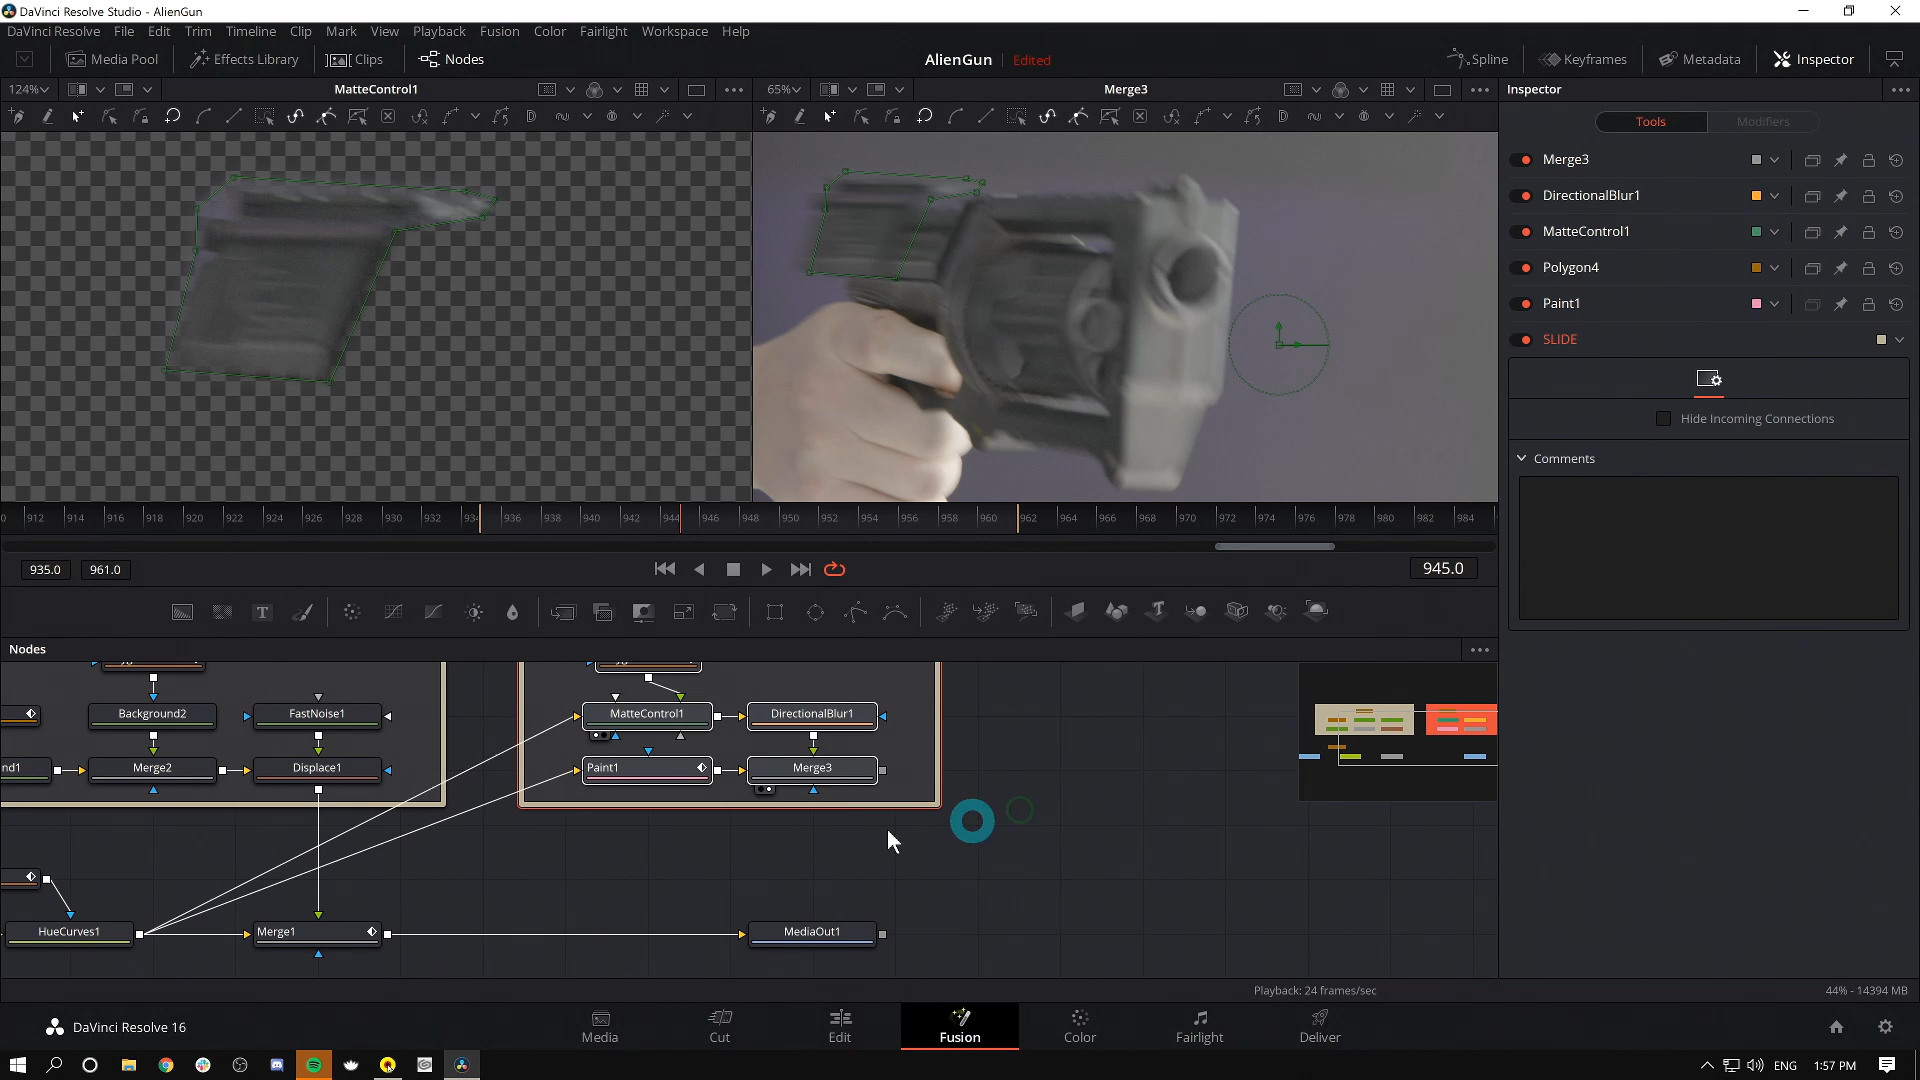 DaVinci Resolve Studio - AlienGun
DaVinci Resolve File Edit Trim Timeline Clip Mark View Playback Fusion Color Fairlight Workspace Help
Media Pool Effects Library Clips Nodes AlienGun Edited Spline Keyframes Metadata Inspector
124% MatteControl1 65% Merge3 Inspector
Tools Modifiers
Merge3
DirectionalBlur1
MatteControl1
Polygon4
Paint1
SLIDE
Hide Incoming Connections
Comments
912 914 916 918 920 922 924 926 928 930 932 936 938 940 942 944 946 948 950 952 954 956 958 960 962 964 966 968 970 972 974 976 978 980 982 984
935.0 961.0 945.0
T
Nodes
Background2 FastNoise1 MatteControl1 DirectionalBlur1
nd1 Merge2 Displace1 Paint1 Merge3
HueCurves1 Merge1 MediaOut1
Playback: 24 frames/sec 44% - 14394 MB
DaVinci Resolve 16 Media Cut Edit Fusion Color Fairlight Deliver
ENG 1:57 PM